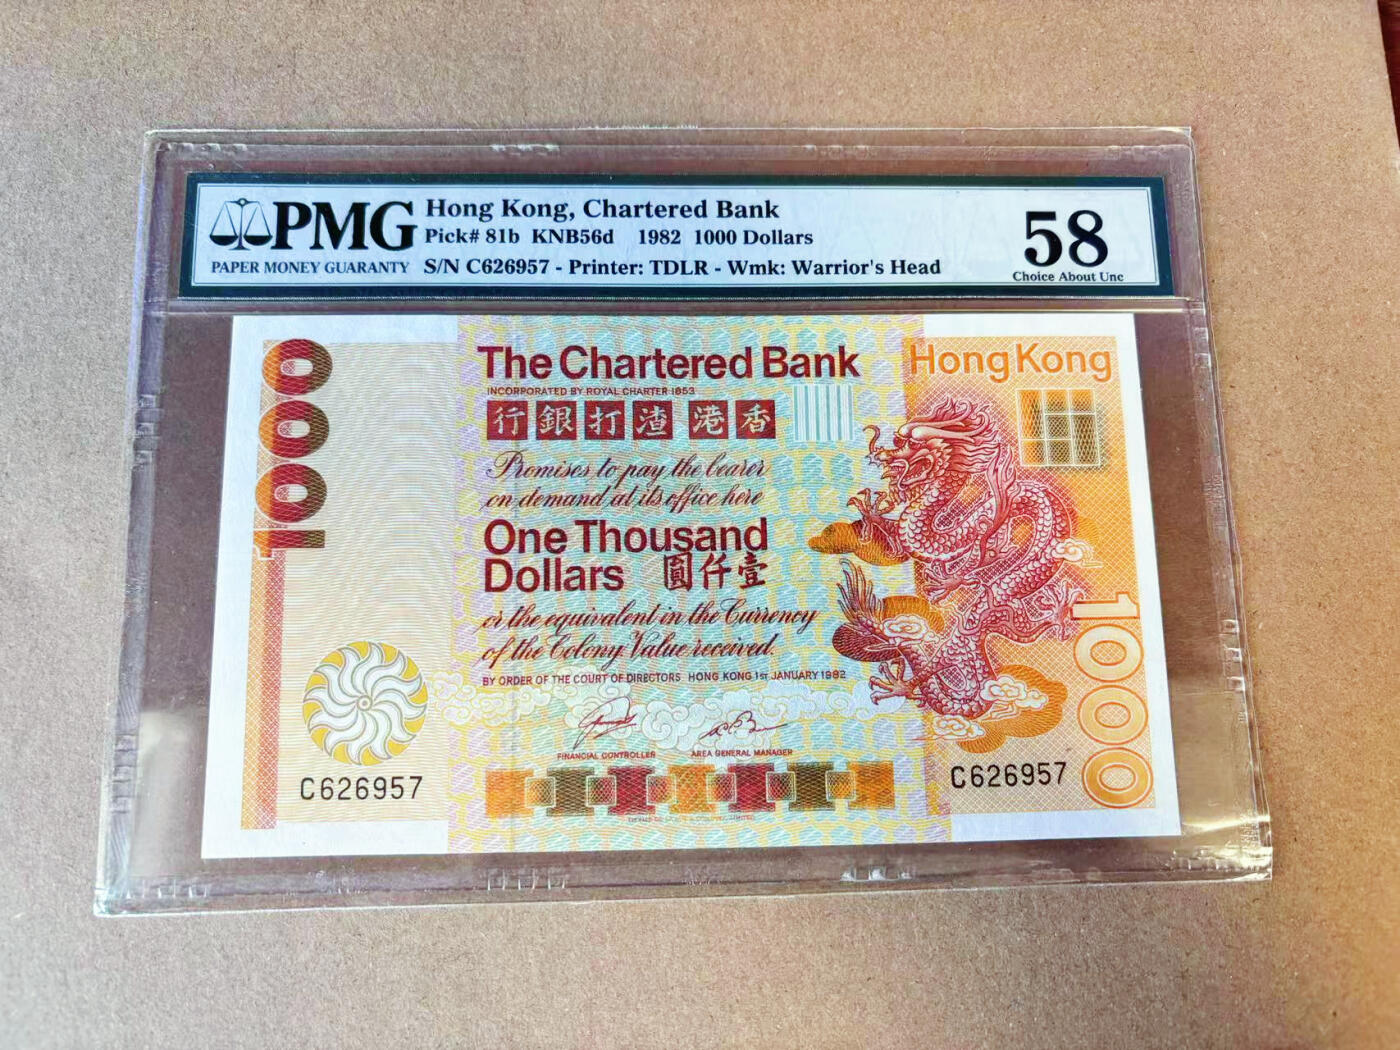 PMG
PAPER MONEY GUARANTY
Hong Kong, Chartered Bank
Pick# 81b KNB56d 1982 1000 Dollars
S/N C626957 - Printer: TDLR - Wmk: Warrior's Head
58
Choice About Unc
1000
The Chartered Bank
Hong Kong
INCORPORATED BY ROYAL CHARTER 1853
行銀打渣港香
Promises to pay the bearer
on demand at its office here
One Thousand
Dollars 圓仟壹
or the equivalent in the Currency
of the Colony Value received.
BY ORDER OF THE COURT OF DIRECTORS HONG KONG 1ST JANUARY 1982
1000
FINANCIAL CONTROLLER AREA GENERAL MANAGER
C626957
C626957